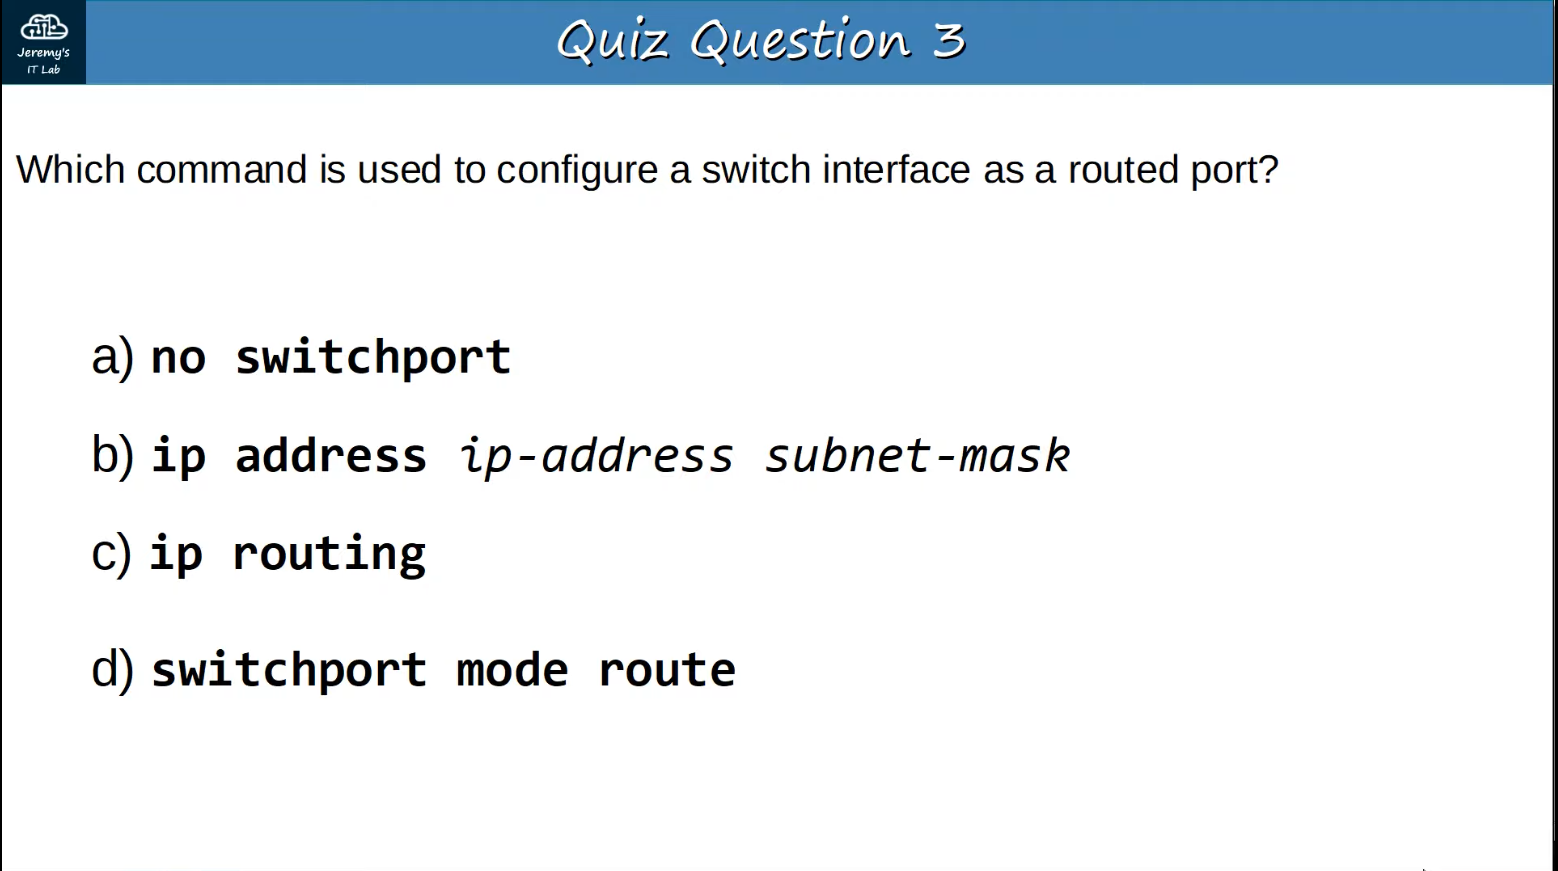 Jeremy's
IT Lab
Quiz Question 3
Which command is used to configure a switch interface as a routed port?
a) no switchport
b) ip address ip-address subnet-mask
c) ip routing
d) switchport mode route